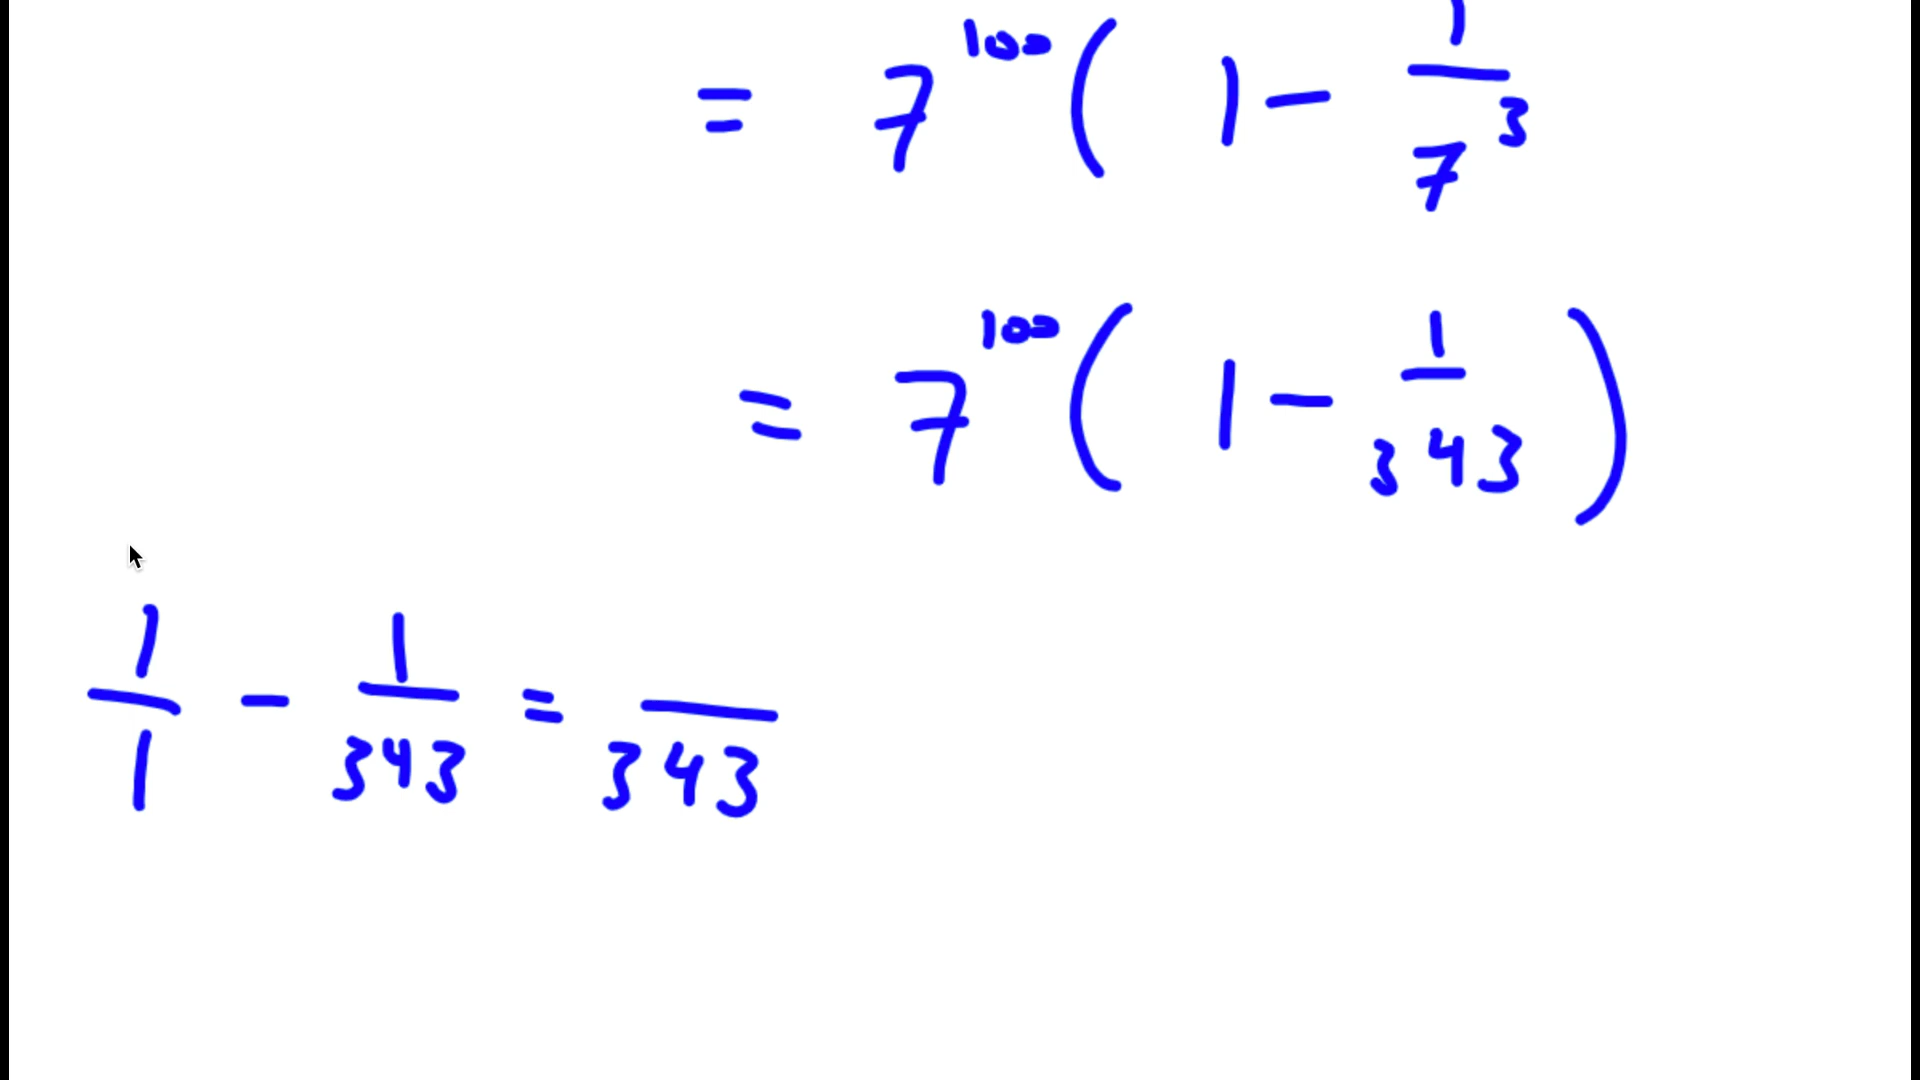 = 7^100 ( 1 - 1/7^3
= 7^100 ( 1 - 1/343 )
1/1 - 1/343 = /343